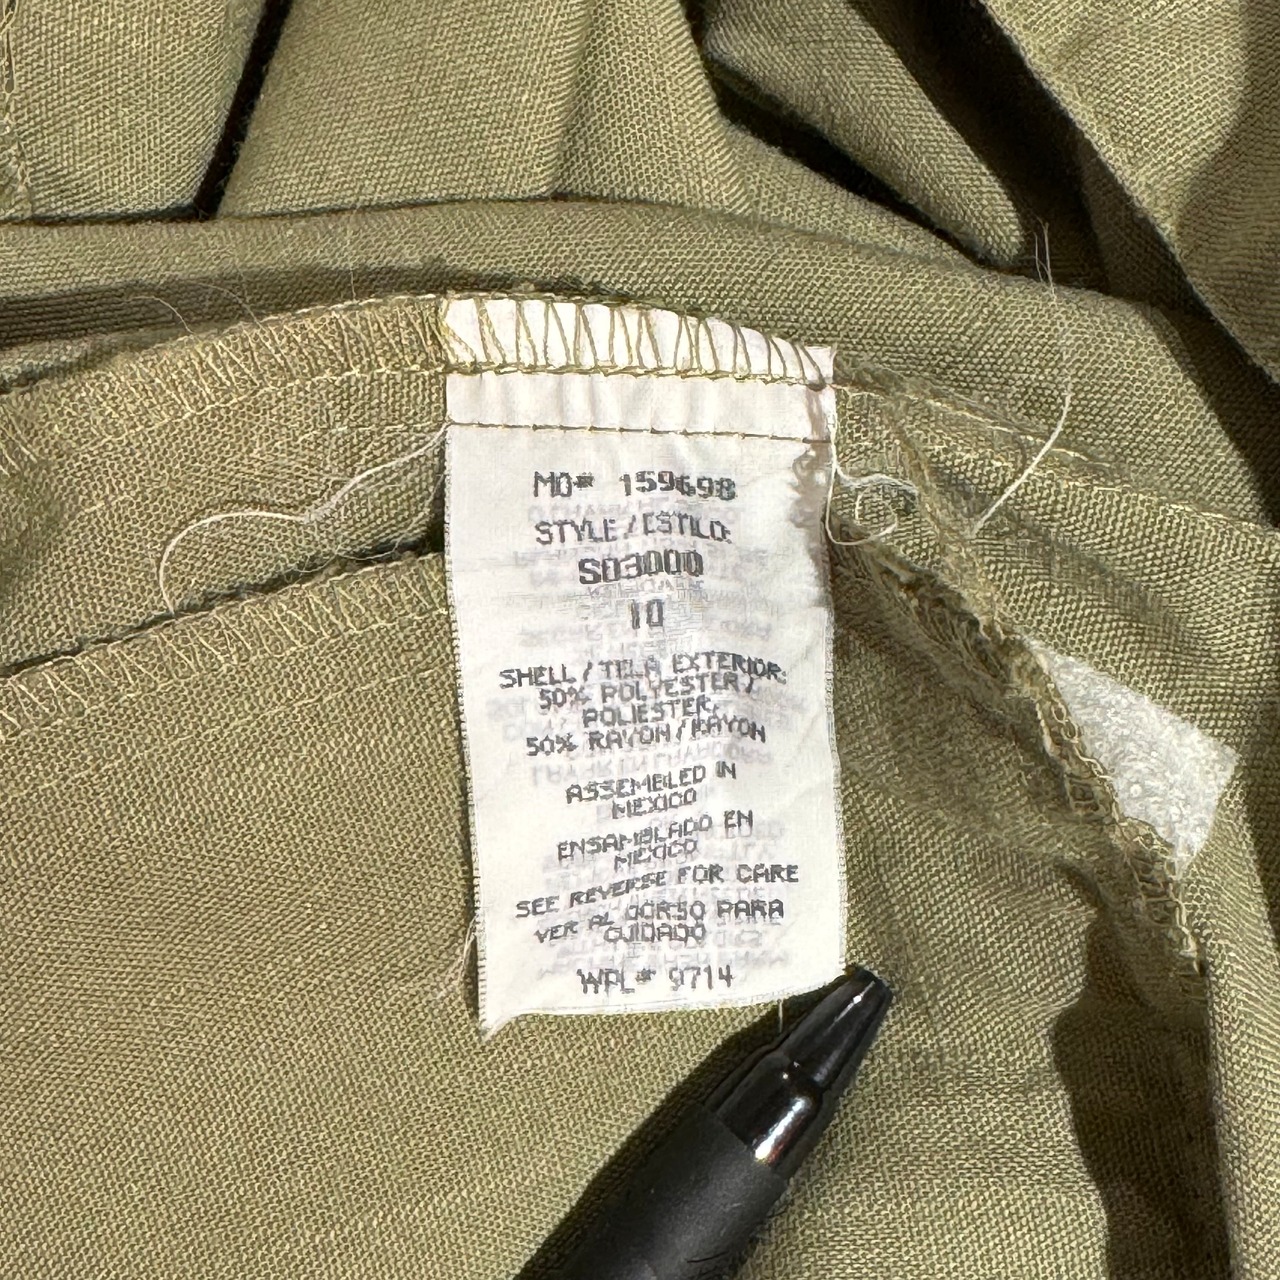 MO# 159698
STYLE/ESTILO:
S03000
10
SHELL/TELA EXTERIOR:
50% POLYESTER/
POLIESTER,
50% RAYON/RAYON
ASSEMBLED IN
MEXICO
ENSAMBLADO EN
MEXICO
SEE REVERSE FOR CARE
VER AL DORSO PARA
CUIDADO
WPL# 9714